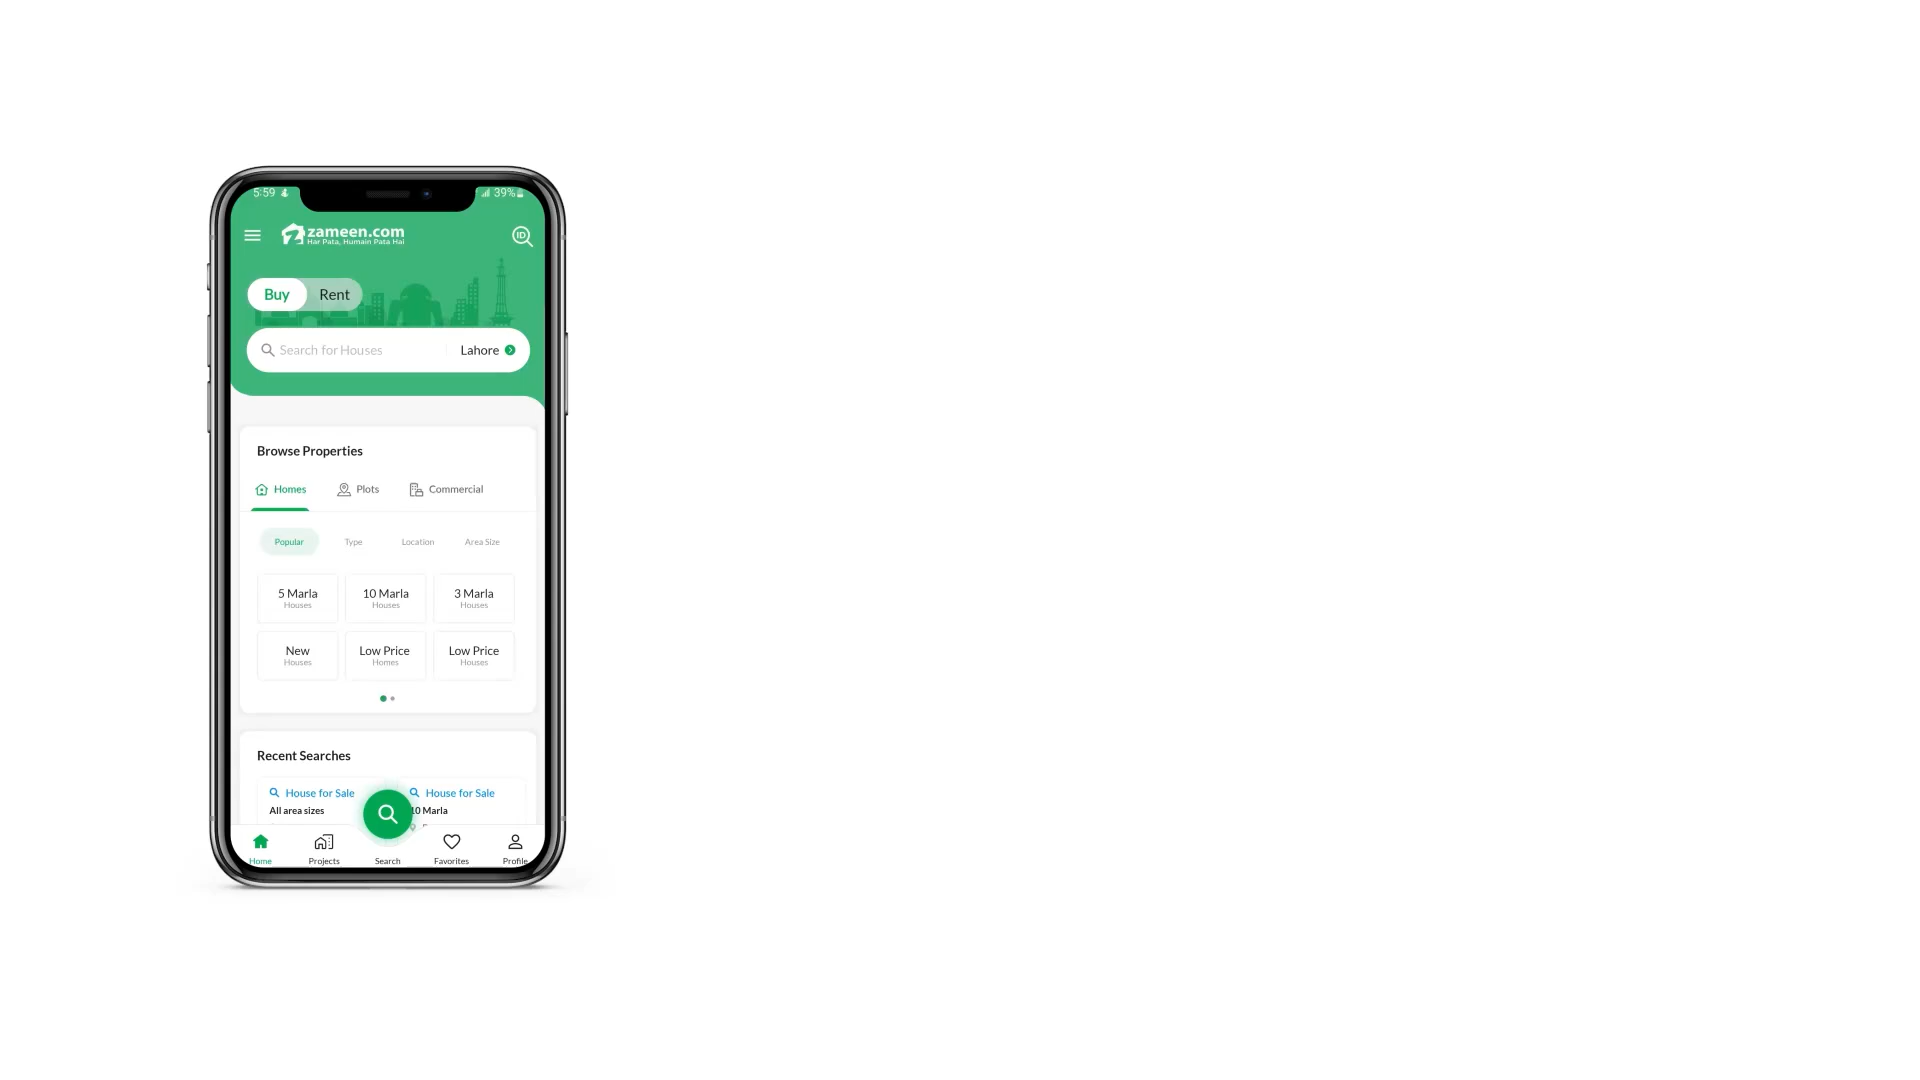 5:59
39%
zameen.com
Har Pata, Humain Pata Hai
ID
Buy
Rent
Search for Houses
Lahore
Browse Properties
Homes
Plots
Commercial
Popular
Type
Location
Area Size
5 Marla
Houses
10 Marla
Houses
3 Marla
Houses
New
Houses
Low Price
Homes
Low Price
Houses
Recent Searches
House for Sale
All area sizes
House for Sale
10 Marla
Home
Projects
Search
Favorites
Profile